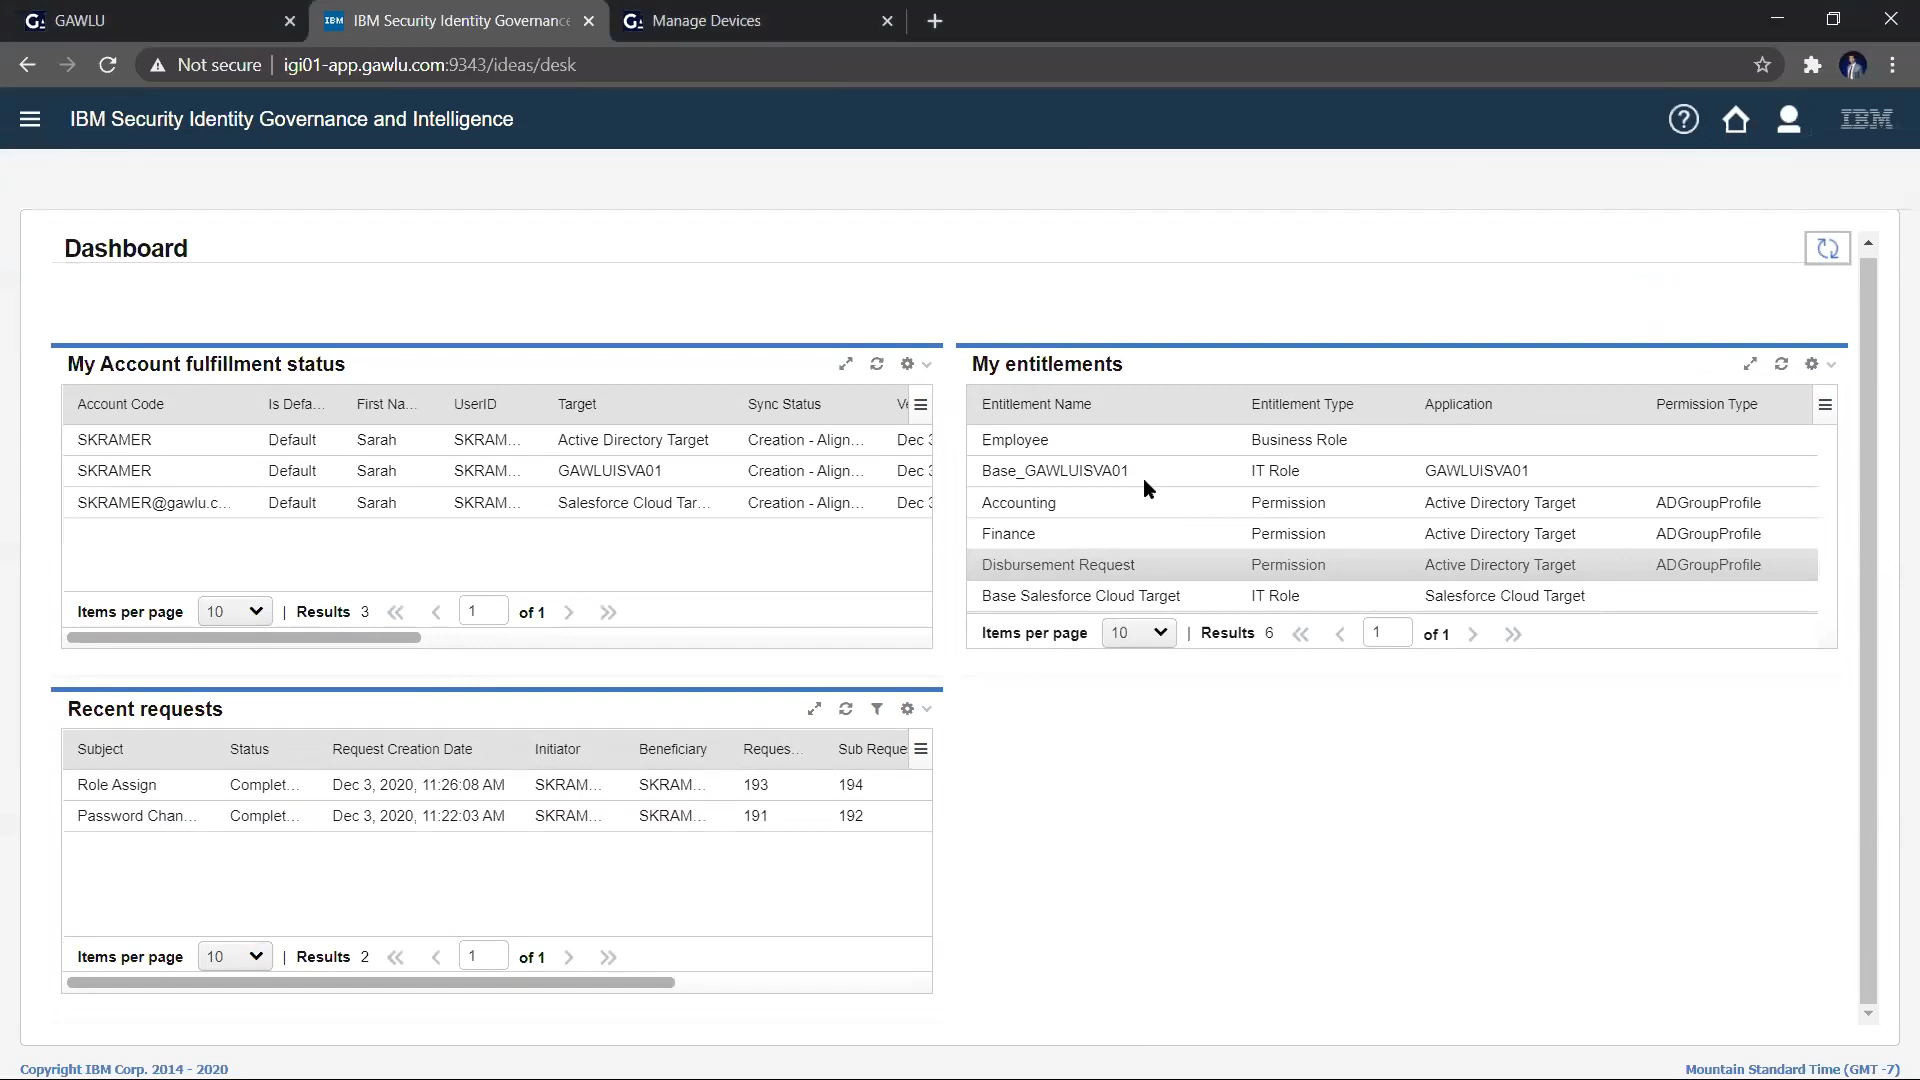 GAWLU
IBM IBM Security Identity Governanc
Manage Devices
Not secure | igi01-app.gawlu.com:9343/ideas/desk
IBM Security Identity Governance and Intelligence
IBM
Dashboard
My Account fulfillment status
Account Code Is Defa... First Na... UserID Target Sync Status Ve
SKRAMER Default Sarah SKRAM... Active Directory Target Creation - Align... Dec 3
SKRAMER Default Sarah SKRAM... GAWLUISVA01 Creation - Align... Dec 3
SKRAMER@gawlu.c... Default Sarah SKRAM... Salesforce Cloud Tar... Creation - Align... Dec 3
Items per page 10 | Results 3 1 of 1
My entitlements
Entitlement Name Entitlement Type Application Permission Type
Employee Business Role
Base_GAWLUISVA01 IT Role GAWLUISVA01
Accounting Permission Active Directory Target ADGroupProfile
Finance Permission Active Directory Target ADGroupProfile
Disbursement Request Permission Active Directory Target ADGroupProfile
Base Salesforce Cloud Target IT Role Salesforce Cloud Target
Items per page 10 | Results 6 1 of 1
Recent requests
Subject Status Request Creation Date Initiator Beneficiary Reques... Sub Reque
Role Assign Complet... Dec 3, 2020, 11:26:08 AM SKRAM... SKRAM... 193 194
Password Chan... Complet... Dec 3, 2020, 11:22:03 AM SKRAM... SKRAM... 191 192
Items per page 10 | Results 2 1 of 1
Copyright IBM Corp. 2014 - 2020
Mountain Standard Time (GMT -7)